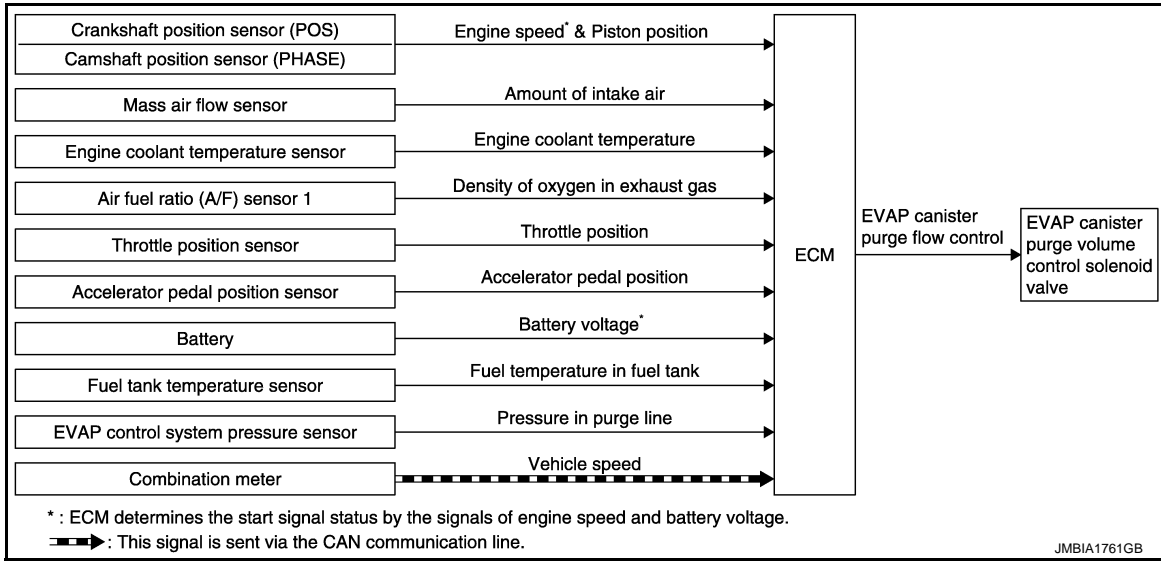 Crankshaft position sensor (POS)
Camshaft position sensor (PHASE)
Engine speed* & Piston position
Mass air flow sensor
Amount of intake air
Engine coolant temperature sensor
Engine coolant temperature
Air fuel ratio (A/F) sensor 1
Density of oxygen in exhaust gas
Throttle position sensor
Throttle position
Accelerator pedal position sensor
Accelerator pedal position
Battery
Battery voltage*
Fuel tank temperature sensor
Fuel temperature in fuel tank
EVAP control system pressure sensor
Pressure in purge line
Combination meter
Vehicle speed
ECM
EVAP canister
purge flow control
EVAP canister
purge volume
control solenoid
valve
* : ECM determines the start signal status by the signals of engine speed and battery voltage.
: This signal is sent via the CAN communication line.
JMBIA1761GB